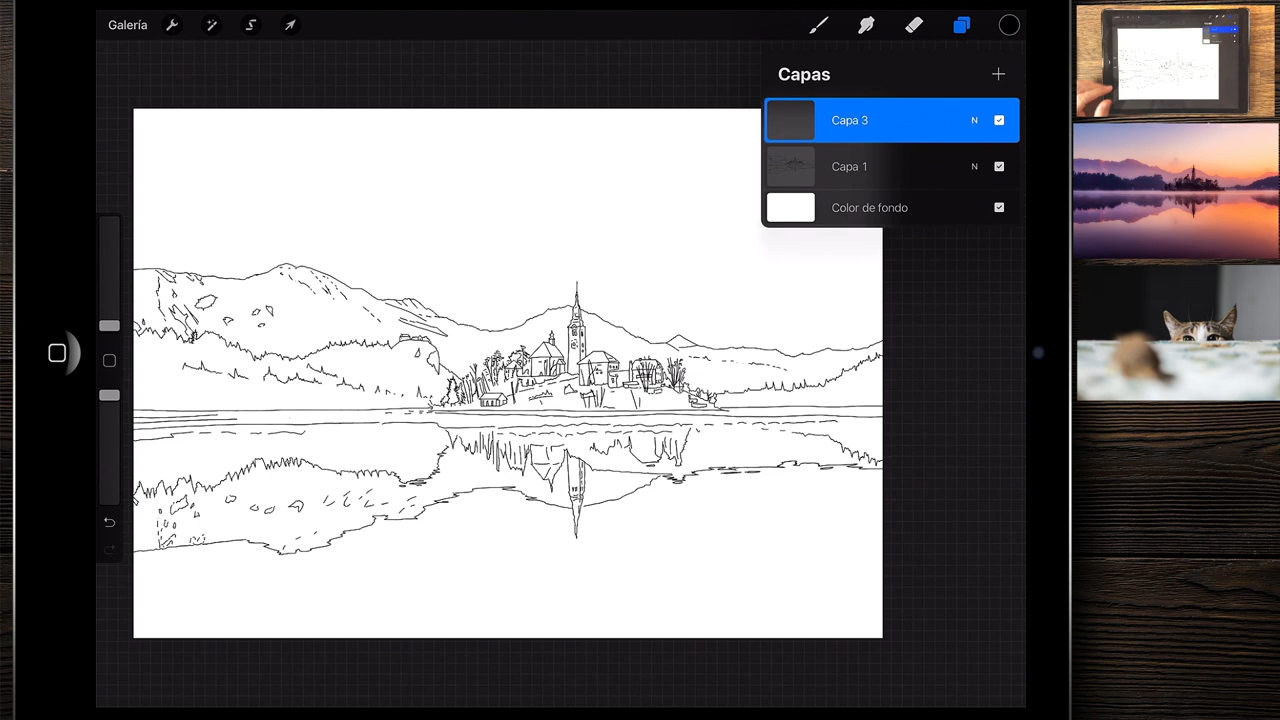 Galería
Capas
Capa 3 N
Capa 1 N
Color de fondo